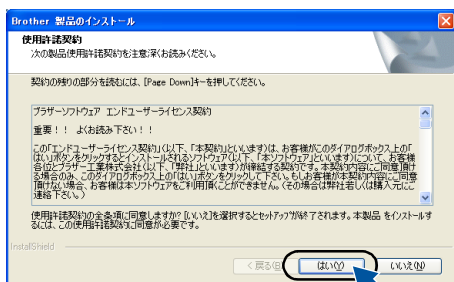 Brother 製品のインストール
使用許諾契約
次の製品使用許諾契約を注意深くお読みください。
契約の残りの部分を読むには、[Page Down]キーを押してください。
ブラザーソフトウェア エンドユーザーライセンス契約
重要！！ よくお読み下さい！！
この「エンドユーザーライセンス契約」（以下、「本契約」といいます）は、お客様がこのダイアログボックス上の「
はい」ボタンをクリックするとインストールされるソフトウェア（以下、「本ソフトウェア」といいます）について、お客様
各位とブラザー工業株式会社（以下、「弊社」といいます）が締結する契約です。本契約内容にご同意頂け
る場合のみ、このダイアログボックス上の「はい」ボタンをクリックして下さい。もしお客様が本契約内容にご同意
頂けない場合、お客様は本ソフトウェアをご利用頂くことができません。（その場合は弊社若しくは購入元にご
連絡下さい。）
使用許諾契約の全条項に同意しますか？ [いいえ]を選択するとセットアップが終了されます。本製品 をインストールす
るには、この使用許諾契約に同意が必要です。
InstallShield
< 戻る(B)
はい(Y)
いいえ(N)